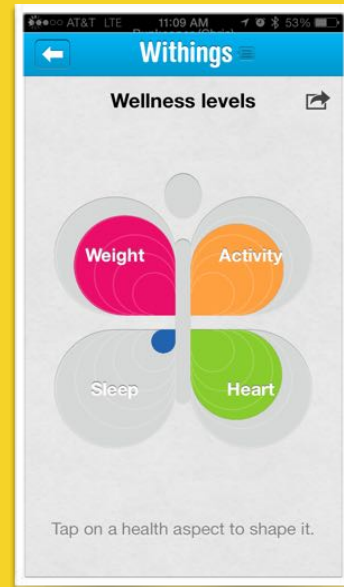 AT&T LTE 11:09 AM 53%
Withings
Wellness levels
Weight
Activity
Sleep
Heart
Tap on a health aspect to shape it.